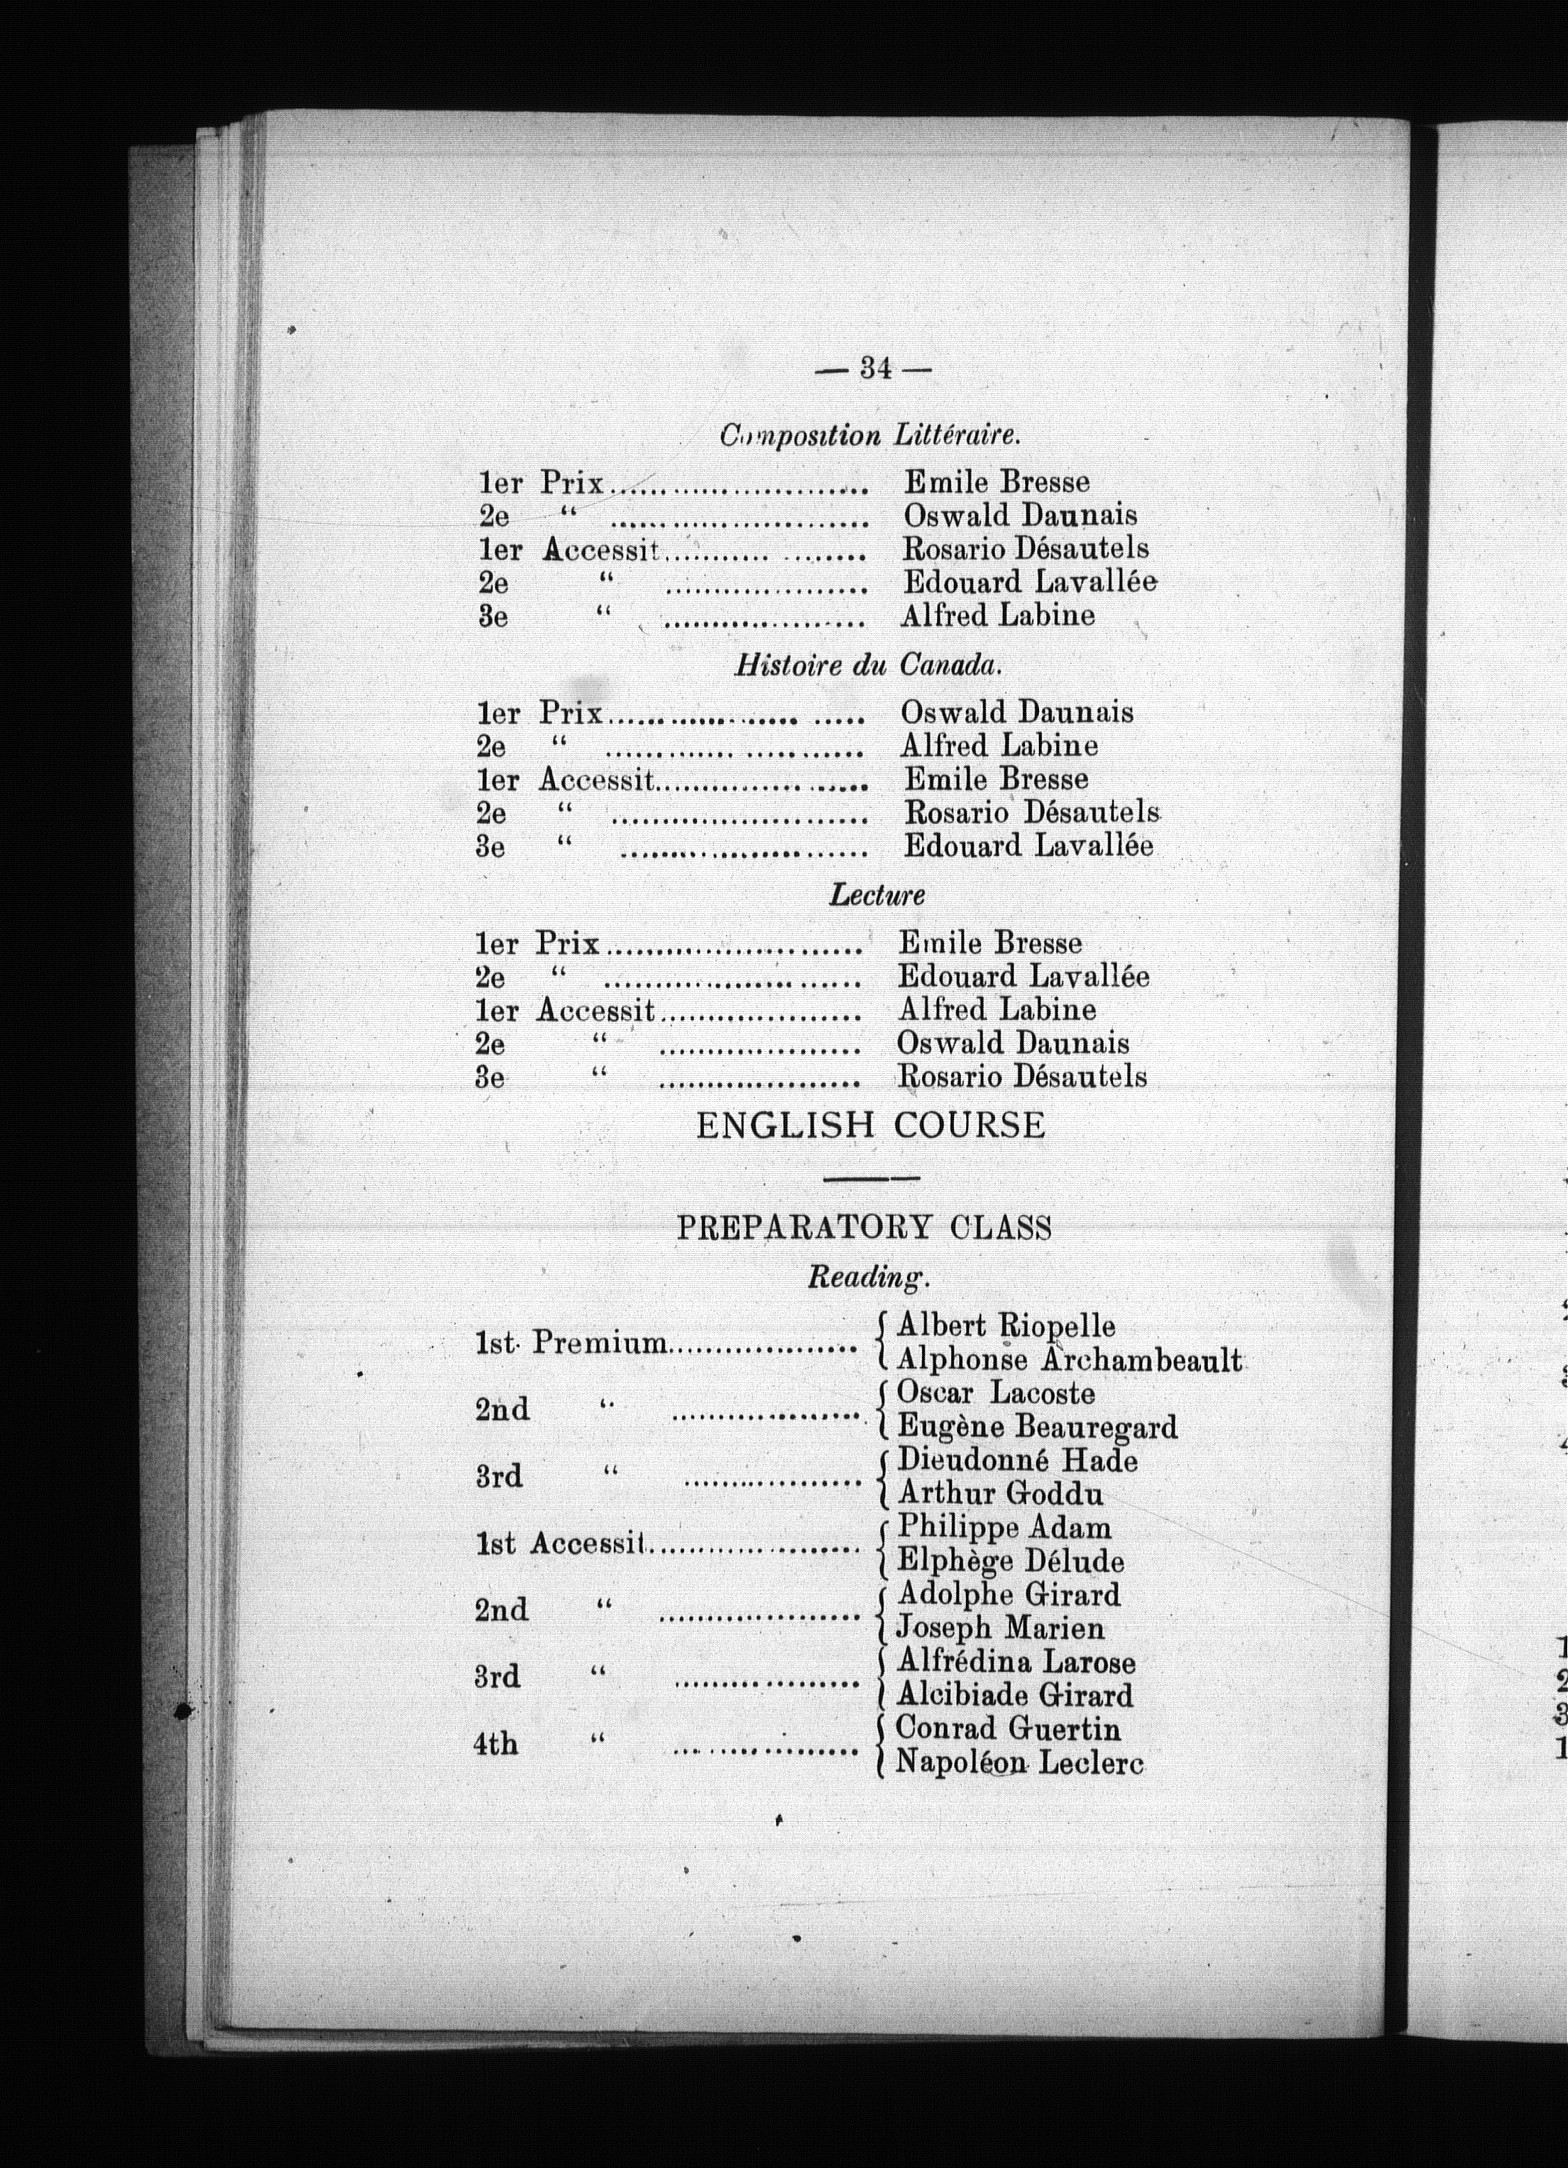 — 34 —
Composition Littéraire.
1er Prix.......................... Emile Bresse
2e “ .......................... Oswald Daunais
1er Accessit.................... Rosario Désautels
2e “ .................... Edouard Lavallée
3e “ .................... Alfred Labine
Histoire du Canada.
1er Prix.......................... Oswald Daunais
2e “ .......................... Alfred Labine
1er Accessit.................... Emile Bresse
2e “ .......................... Rosario Désautels
3e “ ........................ Edouard Lavallée
Lecture
1er Prix.......................... Emile Bresse
2e “ .......................... Edouard Lavallée
1er Accessit.................... Alfred Labine
2e “ .................... Oswald Daunais
3e “ .................... Rosario Désautels
ENGLISH COURSE
PREPARATORY CLASS
Reading.
1st Premium................... { Albert Riopelle
Alphonse Archambeault
2nd “ ................... { Oscar Lacoste
Eugène Beauregard
3rd “ .................. { Dieudonné Hade
Arthur Goddu
1st Accessit..................... { Philippe Adam
Elphège Délude
2nd “ .................... { Adolphe Girard
Joseph Marien
3rd “ ................... { Alfrédina Larose
Alcibiade Girard
4th “ ................... { Conrad Guertin
Napoléon Leclerc
1
2
3
1